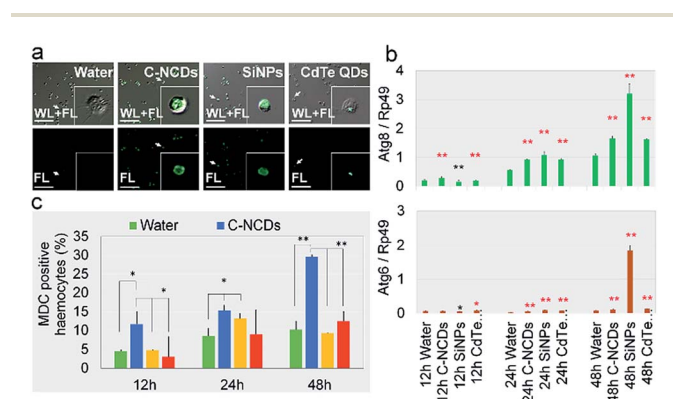 a
Water
C-NCDs
SiNPs
CdTe QDs
WL+FL
WL+FL
WL+FL
WL+FL
FL
FL
FL
FL
b
Atg8 / Rp49
4
3
2
1
0
**
**
**
**
**
**
**
**
**
Atg6 / Rp49
3
2
1
0
*
*
**
**
**
**
**
**
12h Water
12h C-NCDs
12h SiNPs
12h CdTe..
24h Water
24h C-NCDs
24h SiNPs
24h CdTe
48h Water
48h C-NCDs
48h SiNPs
48h CdTe
c
Water
C-NCDs
MDC positive
haemocytes (%)
35
30
25
20
15
10
5
0
*
*
*
**
**
12h
24h
48h